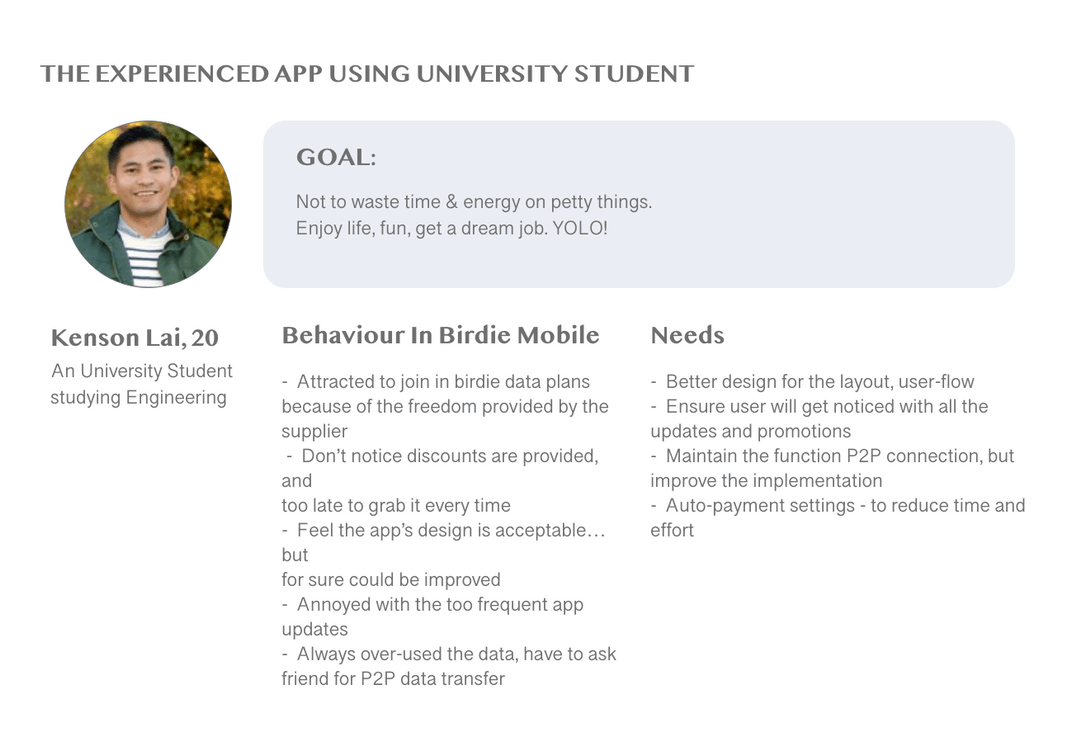 THE EXPERIENCED APP USING UNIVERSITY STUDENT
GOAL:
Not to waste time & energy on petty things.
Enjoy life, fun, get a dream job. YOLO!
Kenson Lai, 20
An University Student
studying Engineering
Behaviour In Birdie Mobile
- Attracted to join in birdie data plans
because of the freedom provided by the
supplier
- Don’t notice discounts are provided,
and
too late to grab it every time
- Feel the app’s design is acceptable…
but
for sure could be improved
- Annoyed with the too frequent app
updates
- Always over-used the data, have to ask
friend for P2P data transfer
Needs
- Better design for the layout, user-flow
- Ensure user will get noticed with all the
updates and promotions
- Maintain the function P2P connection, but
improve the implementation
- Auto-payment settings - to reduce time and
effort